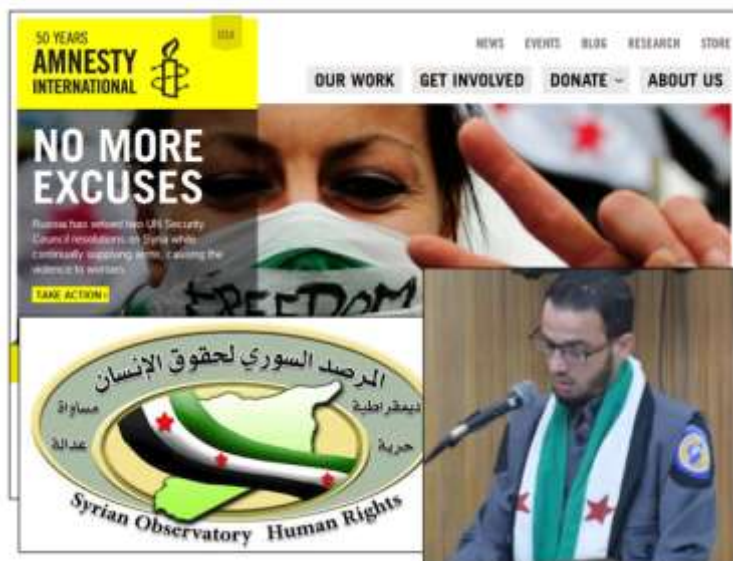 50 YEARS
AMNESTY
INTERNATIONAL
USA
NEWS EVENTS BLOG RESEARCH STORE
OUR WORK GET INVOLVED DONATE ABOUT US
NO MORE
EXCUSES
Russia has vetoed two UN Security
Council resolutions on Syria while
continually supplying arms, causing the
violence to worsen.
TAKE ACTION
FREEDOM
المرصد السوري لحقوق الإنسان
مساواة ديمقراطية
عدالة حرية
Syrian Observatory Human Rights